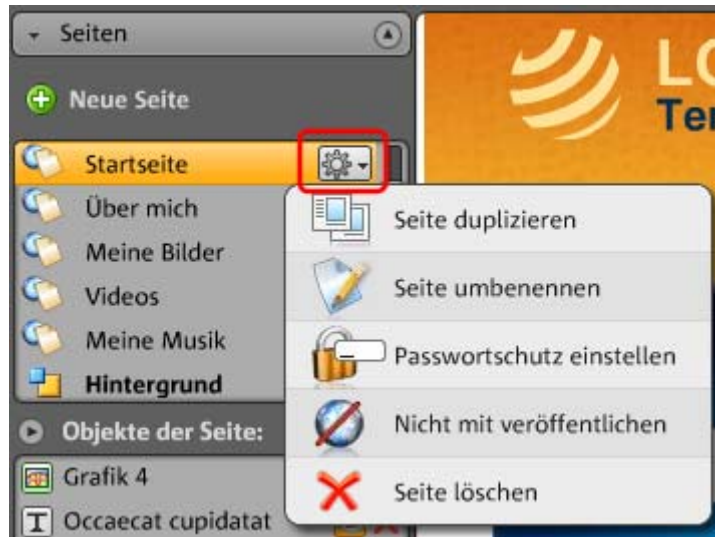 Seiten
Neue Seite
Startseite
Über mich
Meine Bilder
Videos
Meine Musik
Hintergrund
Objekte der Seite:
Grafik 4
Occaecat cupidatat
Seite duplizieren
Seite umbenennen
Passwortschutz einstellen
Nicht mit veröffentlichen
Seite löschen